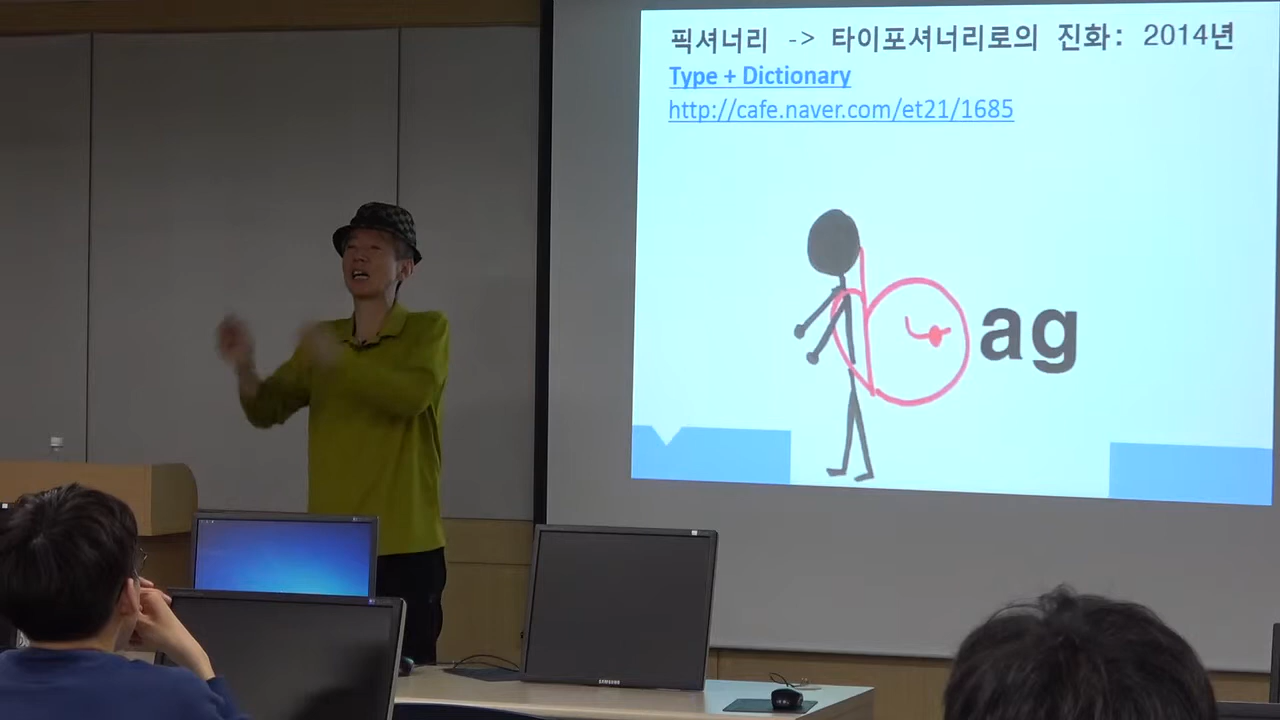 픽셔너리 -> 타이포셔너리로의 진화: 2014년
Type + Dictionary
http://cafe.naver.com/et21/1685
ag
SAMSUNG